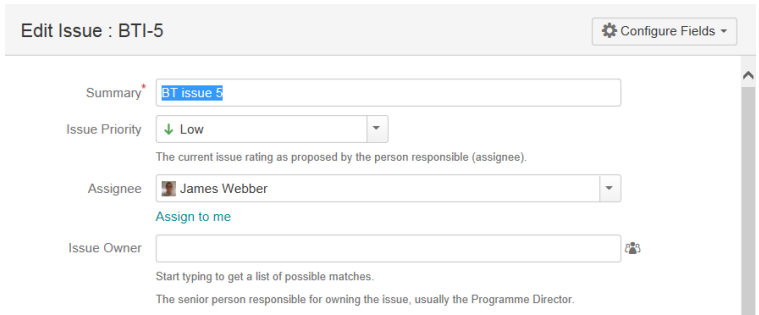 Edit Issue : BTI-5
Configure Fields
Summary*
BT issue 5
Issue Priority
Low
The current issue rating as proposed by the person responsible (assignee).
Assignee
James Webber
Assign to me
Issue Owner
Start typing to get a list of possible matches.
The senior person responsible for owning the issue, usually the Programme Director.